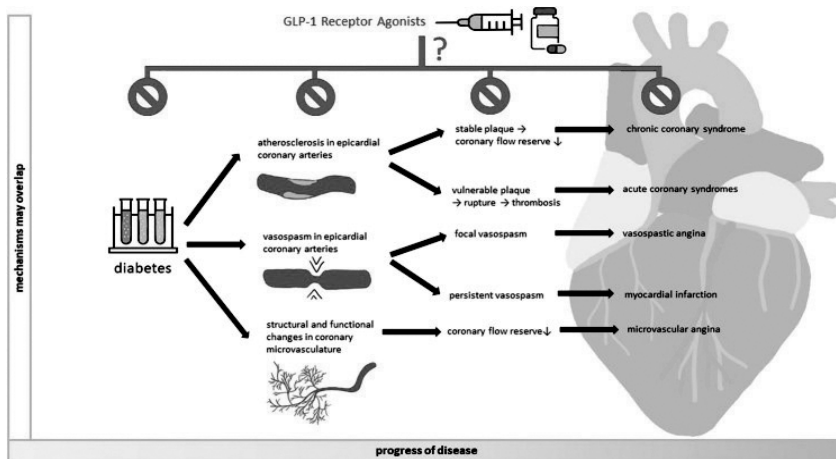 GLP-1 Receptor Agonists
?
mechanisms may overlap
diabetes
atherosclerosis in epicardial
coronary arteries
stable plaque →
coronary flow reserve ↓
chronic coronary syndrome
vulnerable plaque
→ rupture → thrombosis
acute coronary syndromes
vasospasm in epicardial
coronary arteries
focal vasospasm
vasospastic angina
persistent vasospasm
myocardial infarction
structural and functional
changes in coronary
microvasculature
coronary flow reserve↓
microvascular angina
progress of disease